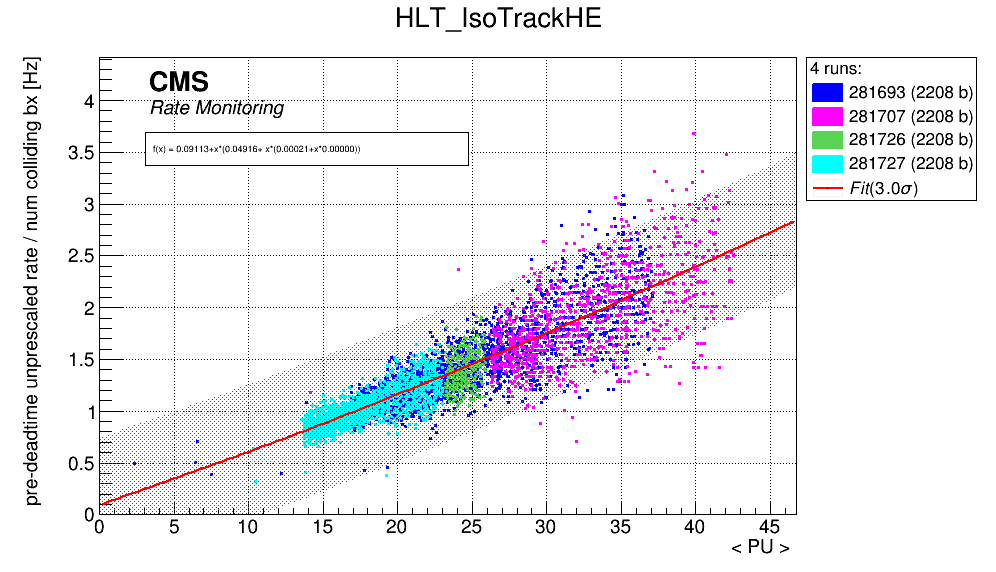 HLT_IsoTrackHE
pre-deadtime unprescaled rate / num colliding bx [Hz]
CMS
Rate Monitoring
f(x) = 0.09113+x*(0.04916+ x*(0.00021+x*0.00000))
4
3.5
3
2.5
2
1.5
1
0.5
0
0 5 10 15 20 25 30 35 40 45
< PU >
4 runs:
281693 (2208 b)
281707 (2208 b)
281726 (2208 b)
281727 (2208 b)
Fit(3.0σ)